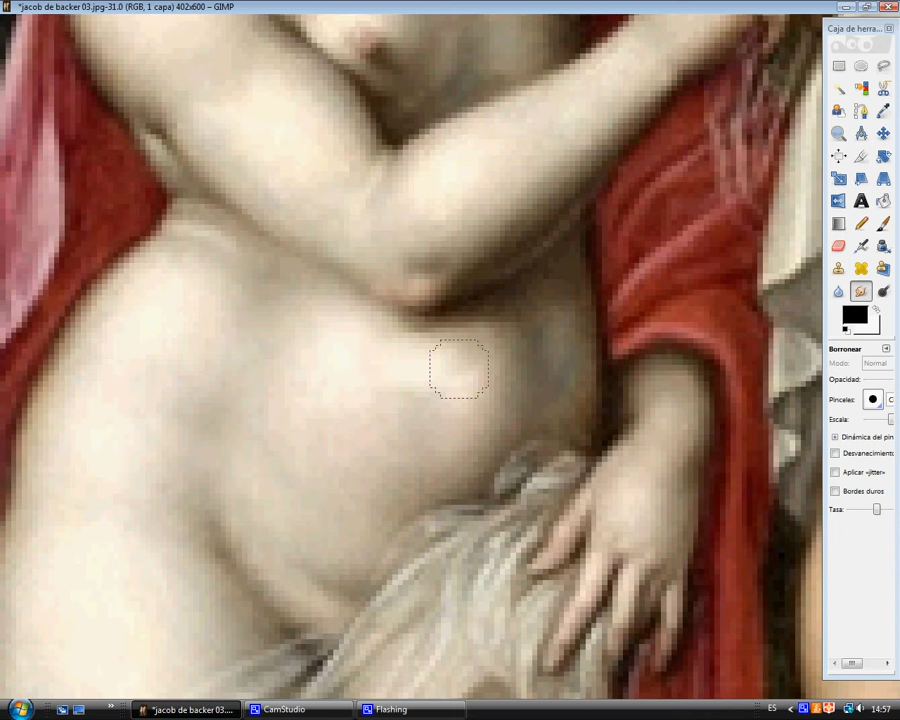 *jacob de backer 03.jpg-31.0 (RGB, 1 capa) 402x600 – GIMP
Caja de herra...
Borronear
Modo: Normal
Opacidad:
Pinceles:
Escala:
Dinámica del pin
Desvanecimiento
Aplicar «jitter»
Bordes duros
Tasa:
*jacob de backer 03....
CamStudio
Flashing
ES
14:57